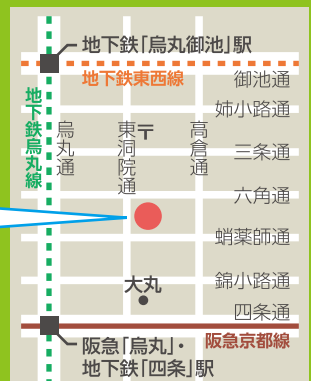 地下鉄「烏丸御池」駅
地下鉄東西線
御池通
姉小路通
地下鉄烏丸線
烏丸通
東洞院通
〒
高倉通
三条通
六角通
蛸薬師通
大丸
錦小路通
四条通
阪急京都線
阪急「烏丸」・
地下鉄「四条」駅